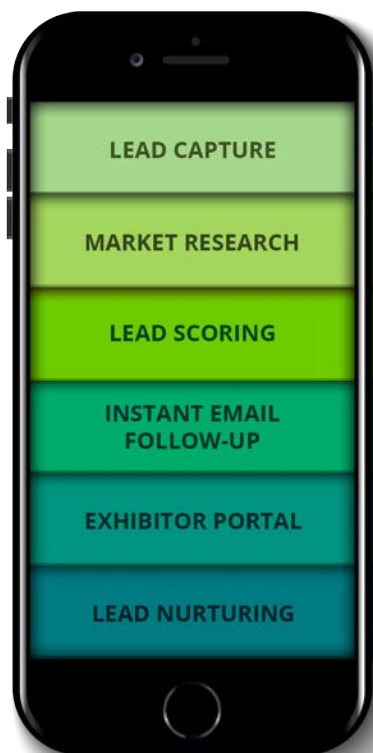 LEAD CAPTURE
MARKET RESEARCH
LEAD SCORING
INSTANT EMAIL
FOLLOW-UP
EXHIBITOR PORTAL
LEAD NURTURING